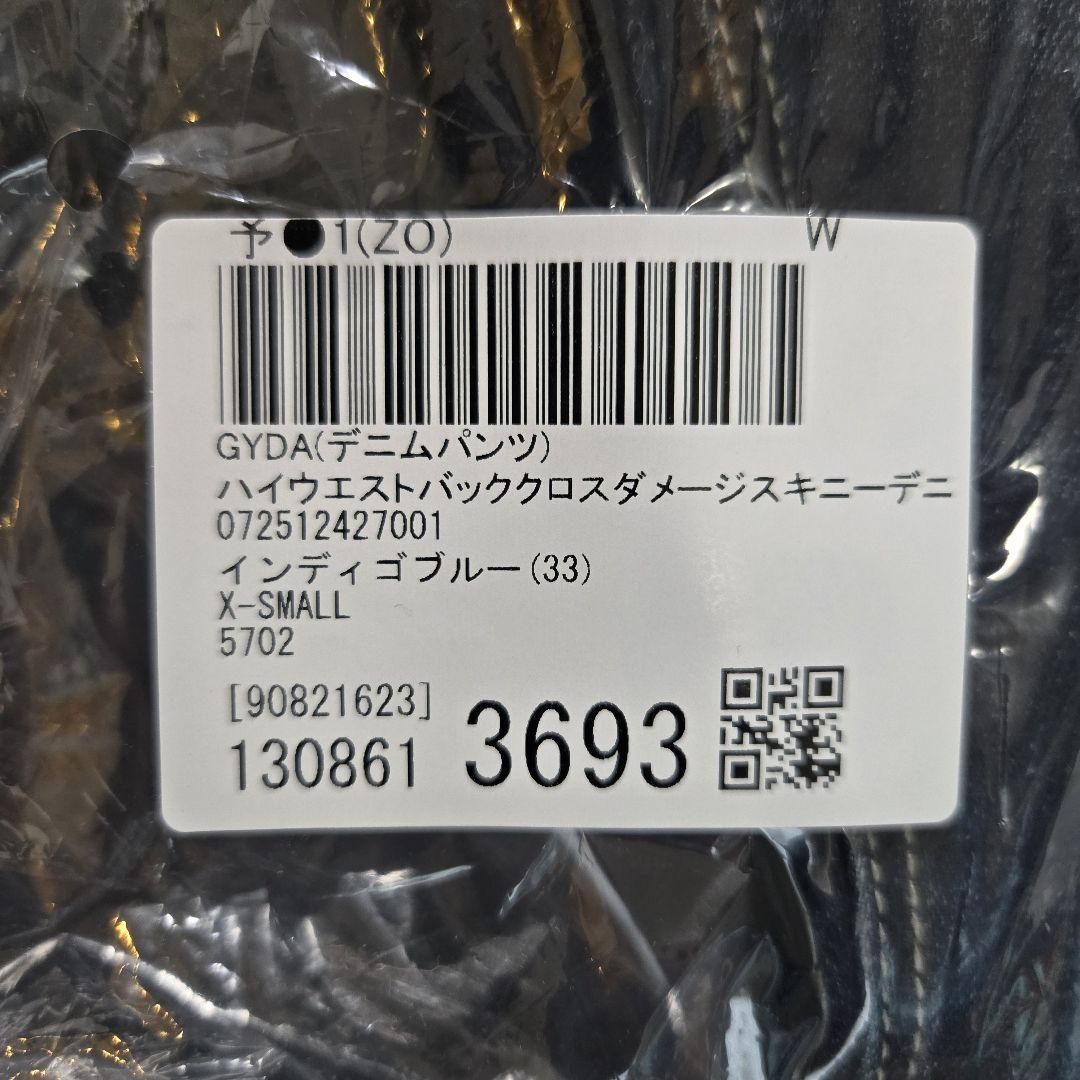 予●1(ZO) W
GYDA(デニムパンツ)
ハイウエストバッククロスダメージスキニーデニ
072512427001
インディゴブルー(33)
X-SMALL
5702
[90821623]
130861 3693